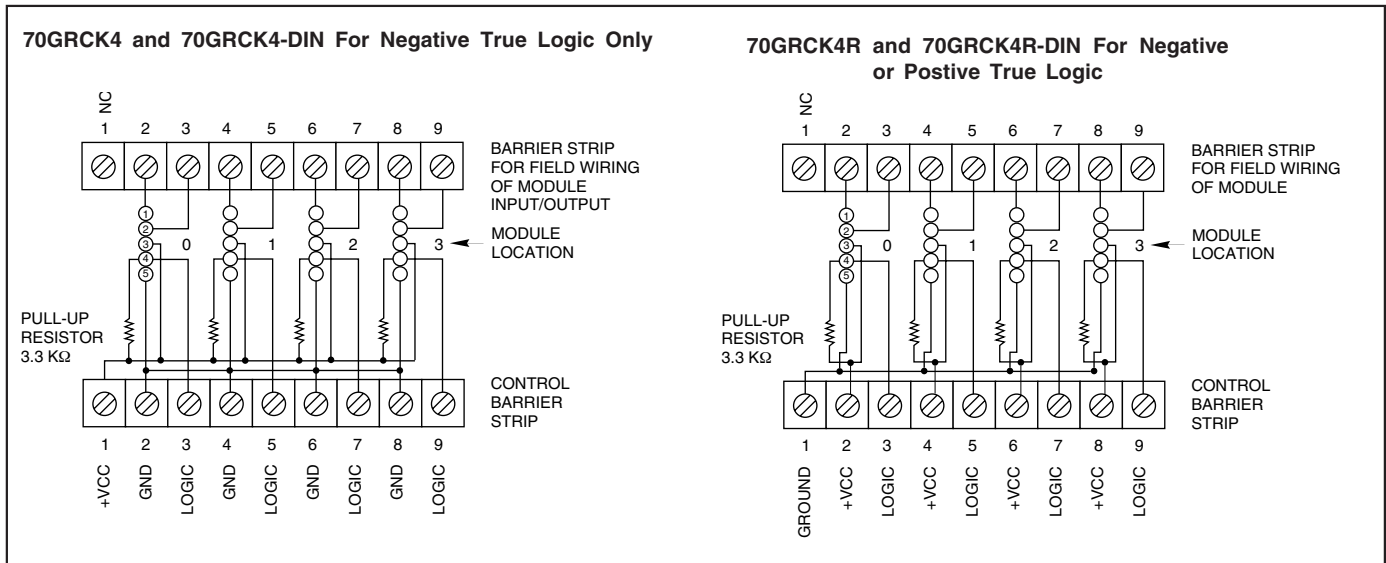 70GRCK4 and 70GRCK4-DIN For Negative True Logic Only
NC
1 2 3 4 5 6 7 8 9
BARRIER STRIP
FOR FIELD WIRING
OF MODULE
INPUT/OUTPUT
1
2
3 0 1 2 3
4
5
MODULE
LOCATION
PULL-UP
RESISTOR
3.3 KΩ
CONTROL
BARRIER
STRIP
1 2 3 4 5 6 7 8 9
+VCC GND LOGIC GND LOGIC GND LOGIC GND LOGIC
70GRCK4R and 70GRCK4R-DIN For Negative
or Postive True Logic
NC
1 2 3 4 5 6 7 8 9
BARRIER STRIP
FOR FIELD WIRING
OF MODULE
1
2
3 0 1 2 3
4
5
MODULE
LOCATION
PULL-UP
RESISTOR
3.3 KΩ
CONTROL
BARRIER
STRIP
1 2 3 4 5 6 7 8 9
GROUND +VCC LOGIC +VCC LOGIC +VCC LOGIC +VCC LOGIC